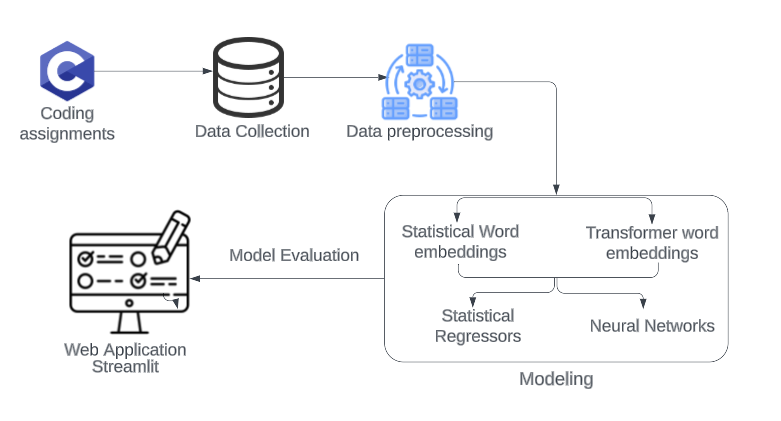 C
Coding
assignments
Data Collection
Data preprocessing
Statistical Word
embeddings
Transformer word
embeddings
Statistical
Regressors
Neural Networks
Modeling
Model Evaluation
Web Application
Streamlit